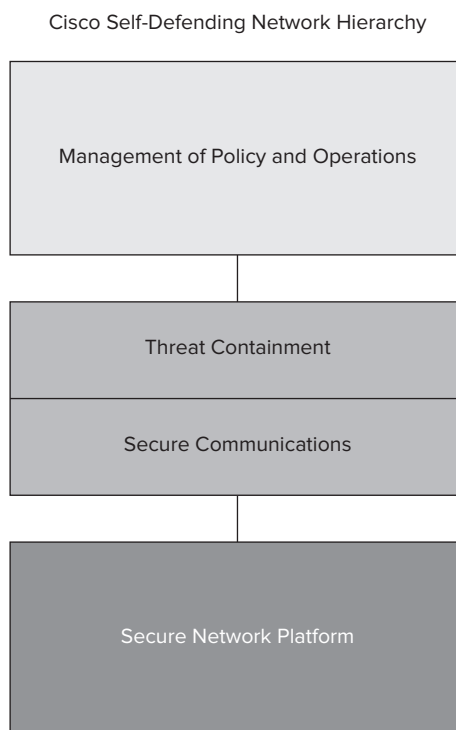 Cisco Self-Defending Network Hierarchy
Management of Policy and Operations
Threat Containment
Secure Communications
Secure Network Platform